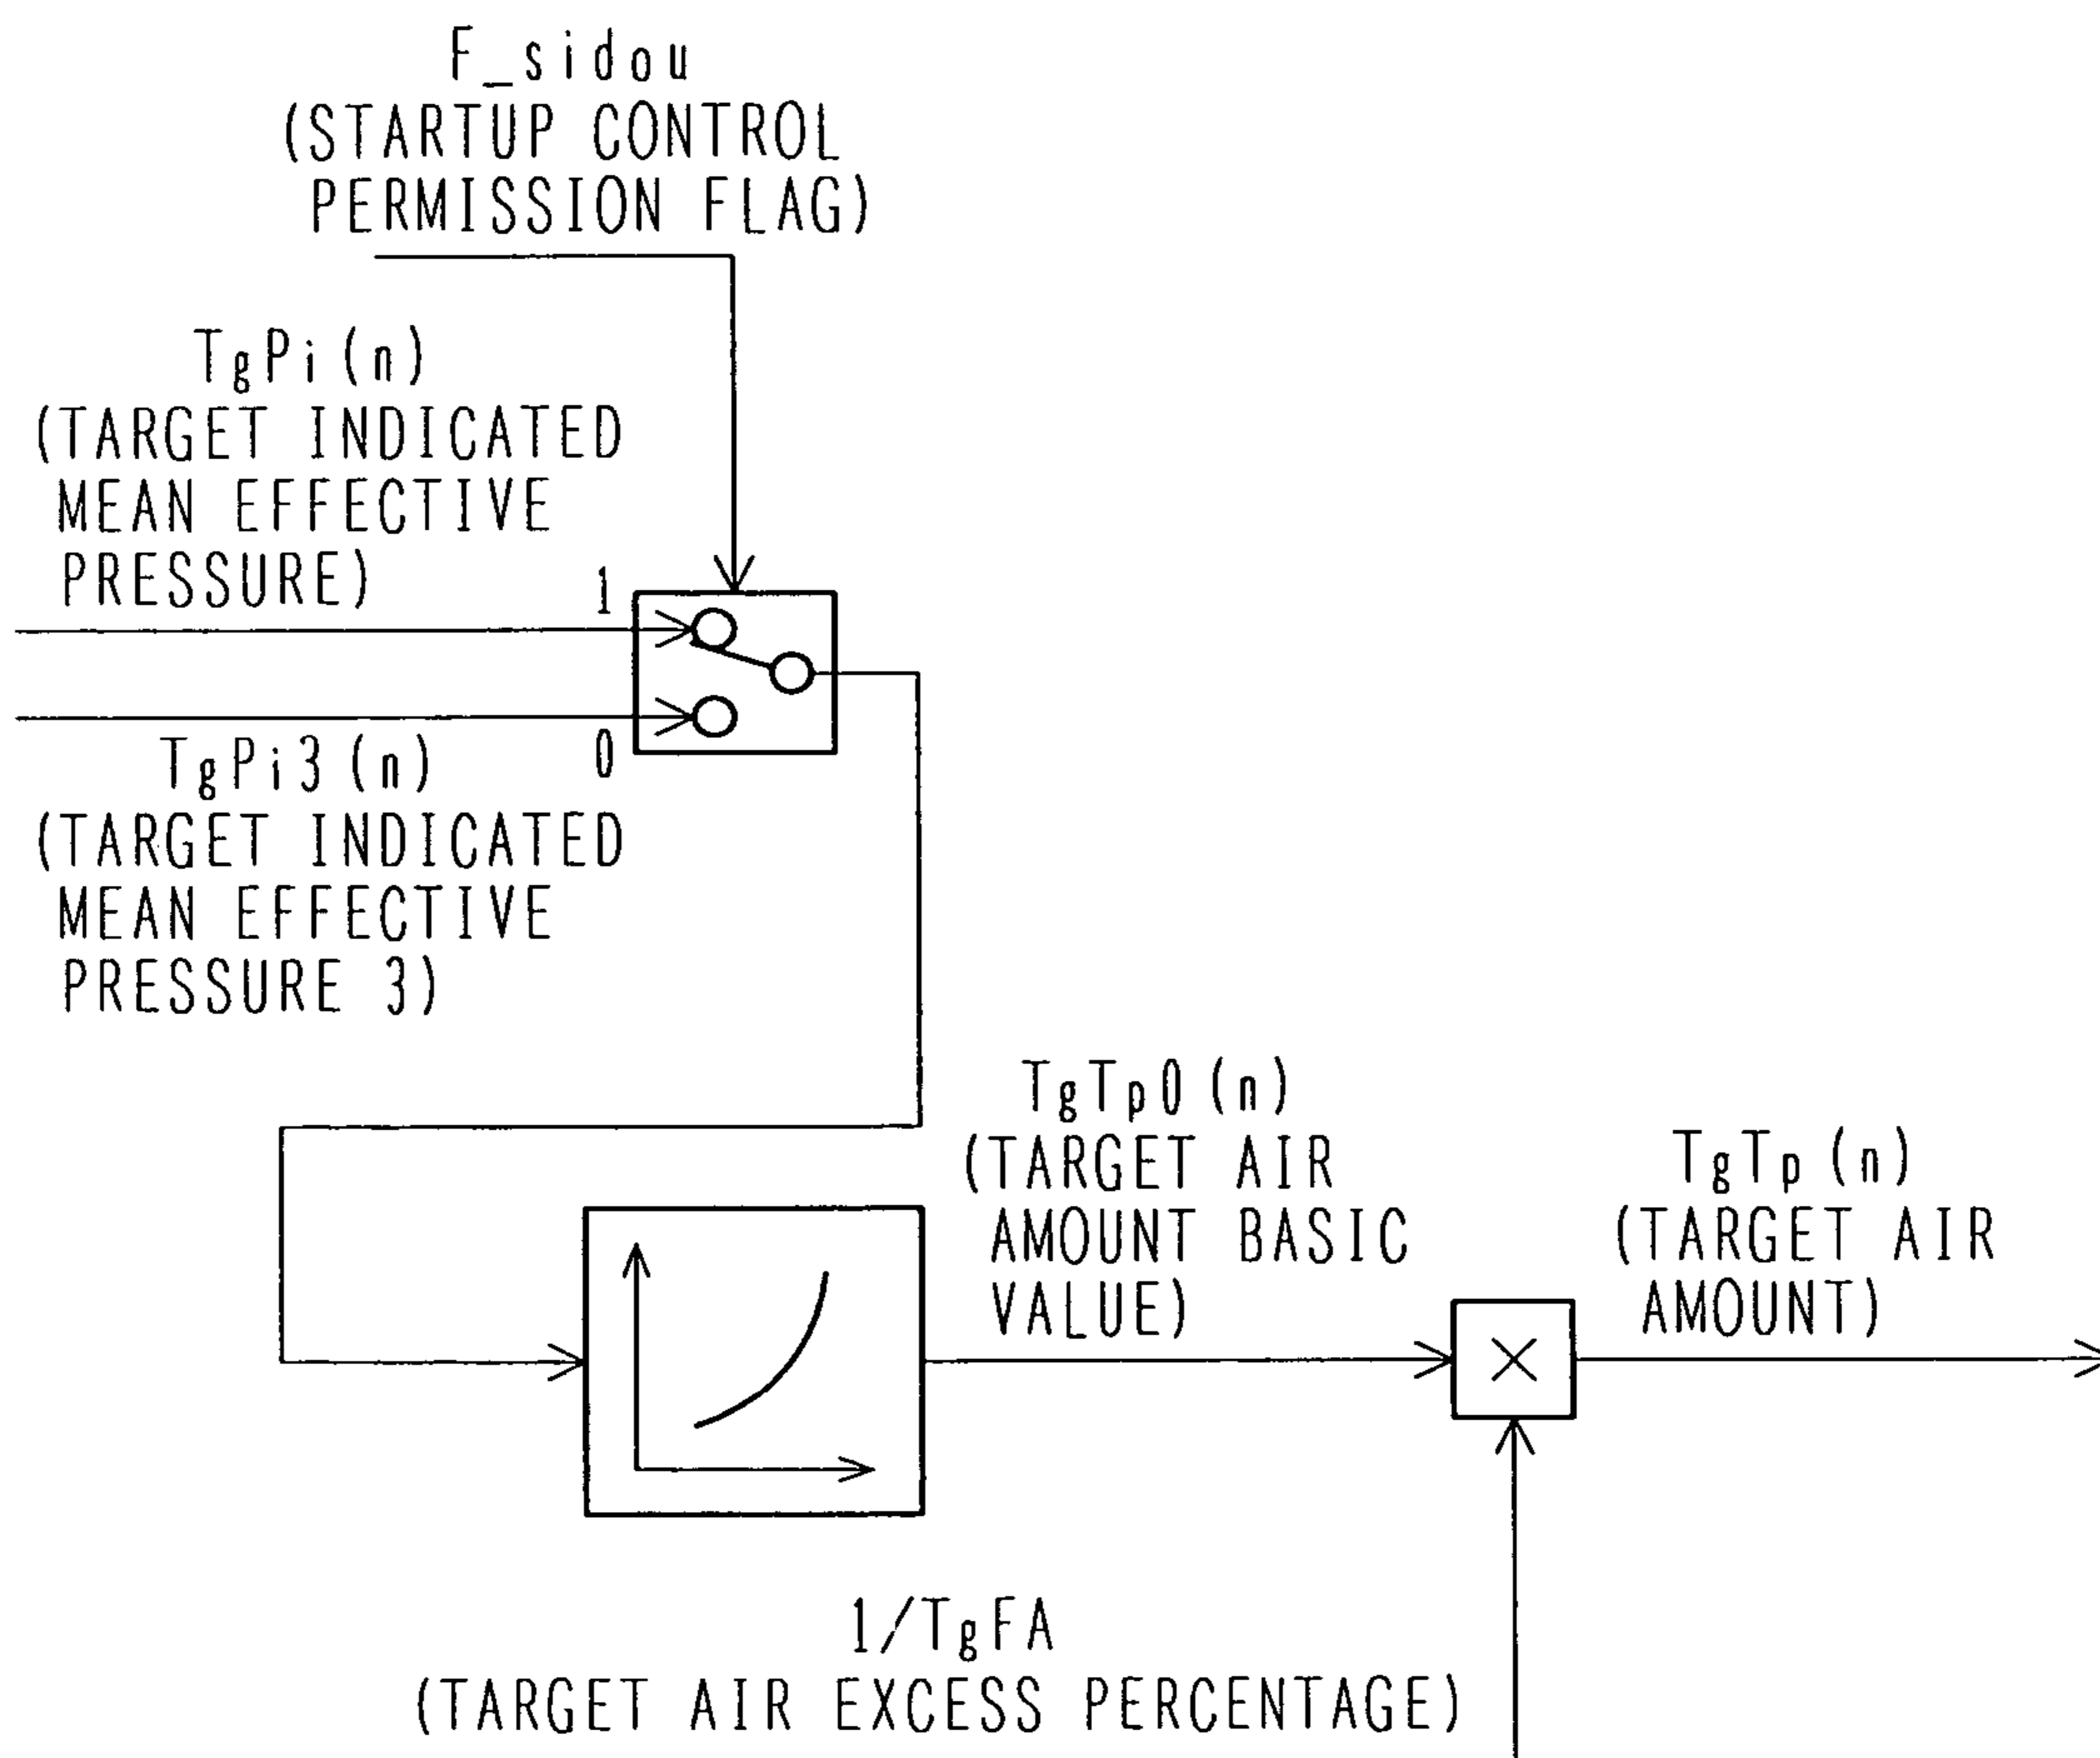 F_sidou
(STARTUP CONTROL
PERMISSION FLAG)
TgPi(n)
(TARGET INDICATED
MEAN EFFECTIVE
PRESSURE)
1
0
TgPi3(n)
(TARGET INDICATED
MEAN EFFECTIVE
PRESSURE 3)
TgTp0(n)
(TARGET AIR
AMOUNT BASIC
VALUE)
TgTp(n)
(TARGET AIR
AMOUNT)
×
1/TgFA
(TARGET AIR EXCESS PERCENTAGE)